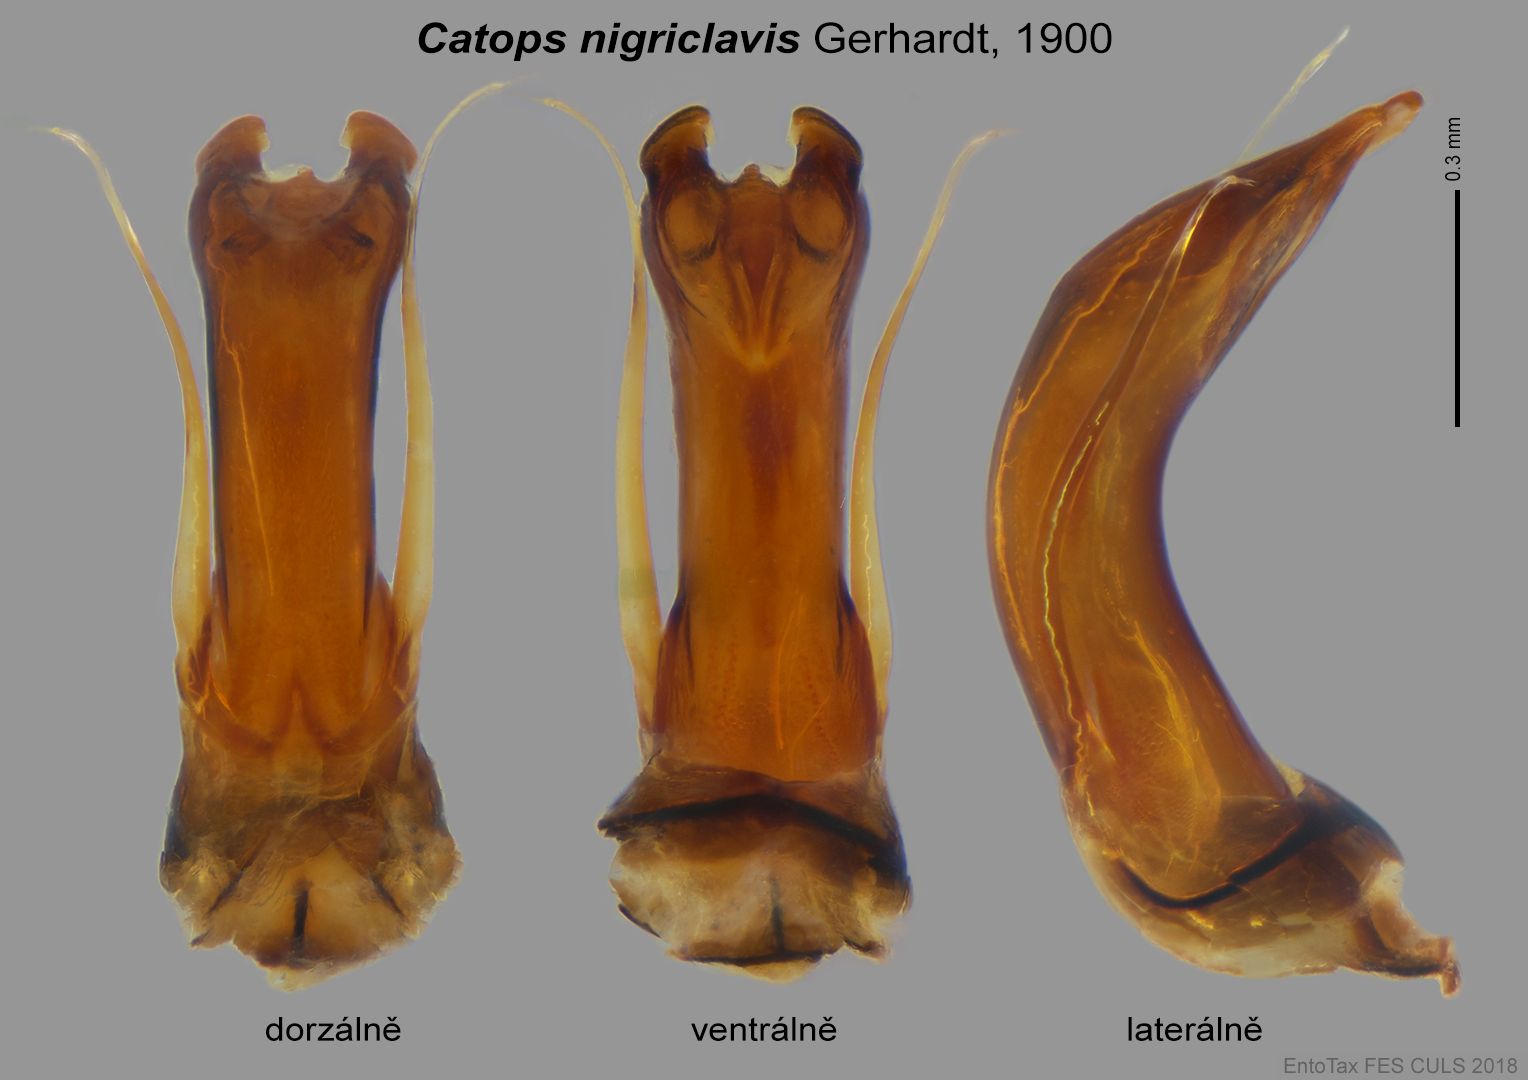 Catops nigriclavis Gerhardt, 1900
0.3 mm
dorzálně
ventrálně
laterálně
EntoTax FES CULS 2018